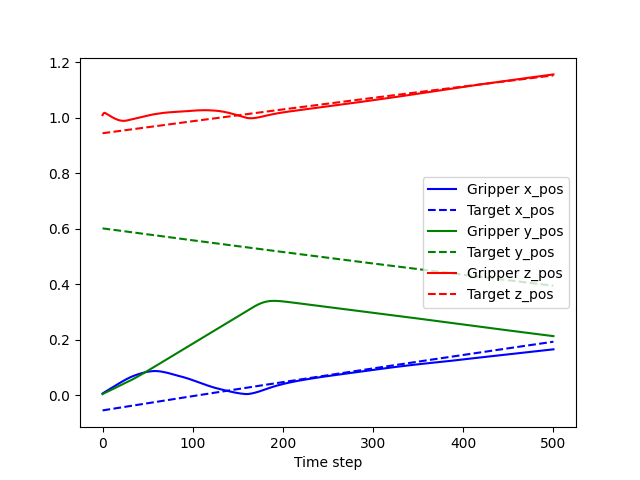 1.2
1.0
0.8
0.6
0.4
0.2
0.0
Gripper x_pos
Target x_pos
Gripper y_pos
Target y_pos
Gripper z_pos
Target z_pos
0 100 200 300 400 500
Time step